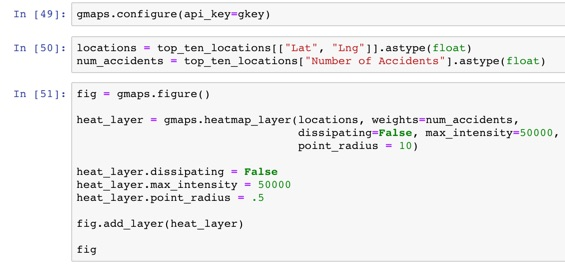 In [49]: gmaps.configure(api_key=gkey)
In [50]: locations = top_ten_locations[["Lat", "Lng"]].astype(float)
num_accidents = top_ten_locations["Number of Accidents"].astype(float)
In [51]: fig = gmaps.figure()
heat_layer = gmaps.heatmap_layer(locations, weights=num_accidents,
dissipating=False, max_intensity=50000,
point_radius = 10)
heat_layer.dissipating = False
heat_layer.max_intensity = 50000
heat_layer.point_radius = .5
fig.add_layer(heat_layer)
fig